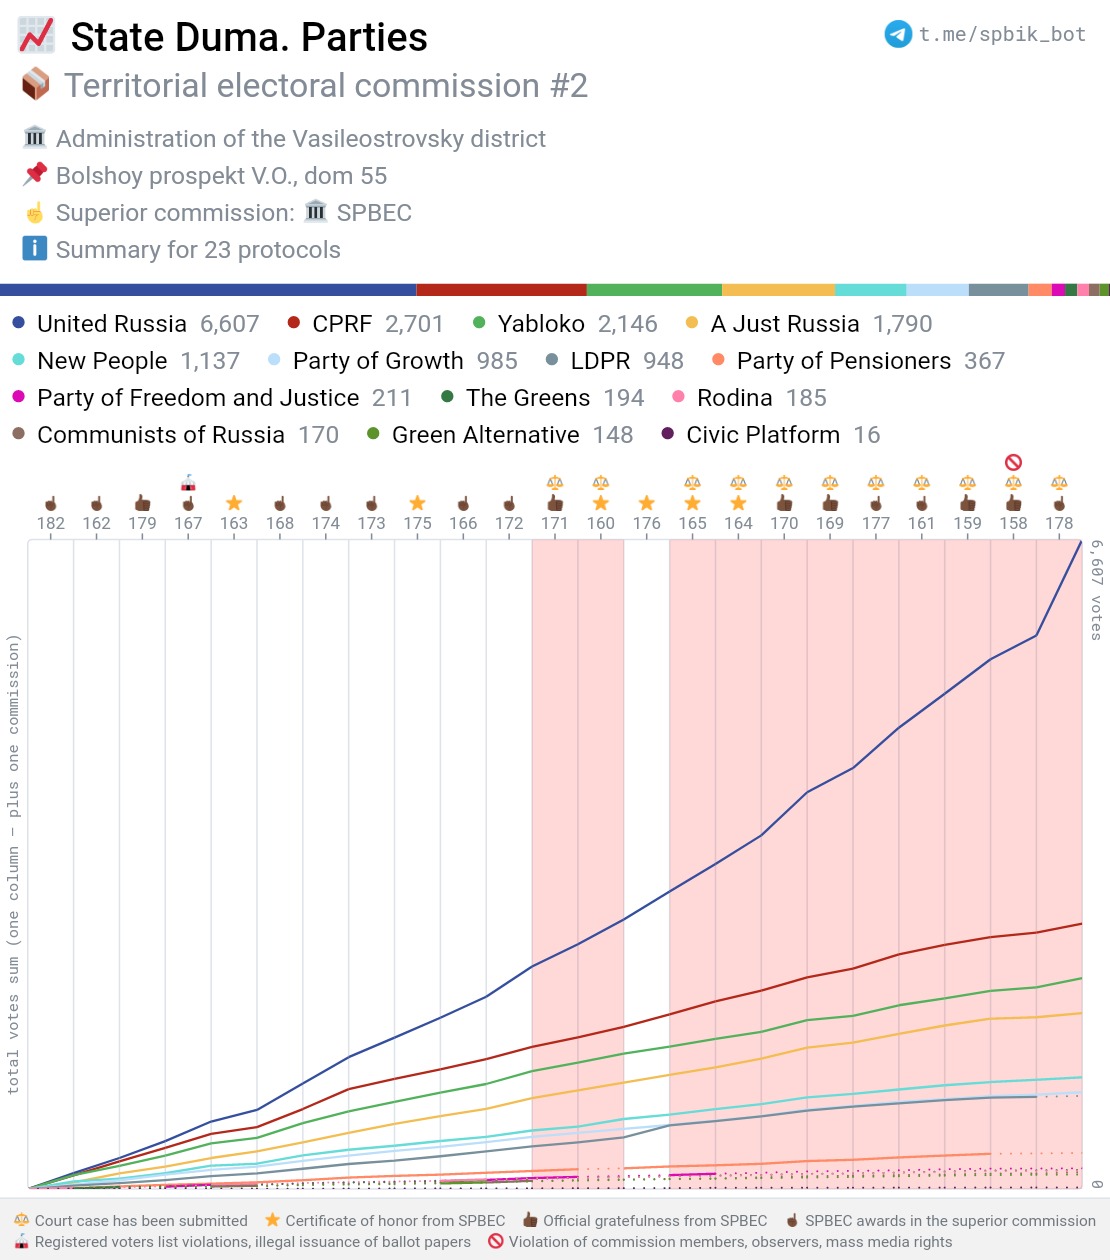 State Duma. Parties
t.me/spbik_bot
Territorial electoral commission #2
Administration of the Vasileostrovsky district
Bolshoy prospekt V.O., dom 55
Superior commission: SPBEC
Summary for 23 protocols
United Russia 6,607 CPRF 2,701 Yabloko 2,146 A Just Russia 1,790
New People 1,137 Party of Growth 985 LDPR 948 Party of Pensioners 367
Party of Freedom and Justice 211 The Greens 194 Rodina 185
Communists of Russia 170 Green Alternative 148 Civic Platform 16
182 162 179 167 163 168 174 173 175 166 172 171 160 176 165 164 170 169 177 161 159 158 178
6,607 votes
total votes sum (one column – plus one commission)
0
Court case has been submitted Certificate of honor from SPBEC Official gratefulness from SPBEC SPBEC awards in the superior commission
Registered voters list violations, illegal issuance of ballot papers Violation of commission members, observers, mass media rights